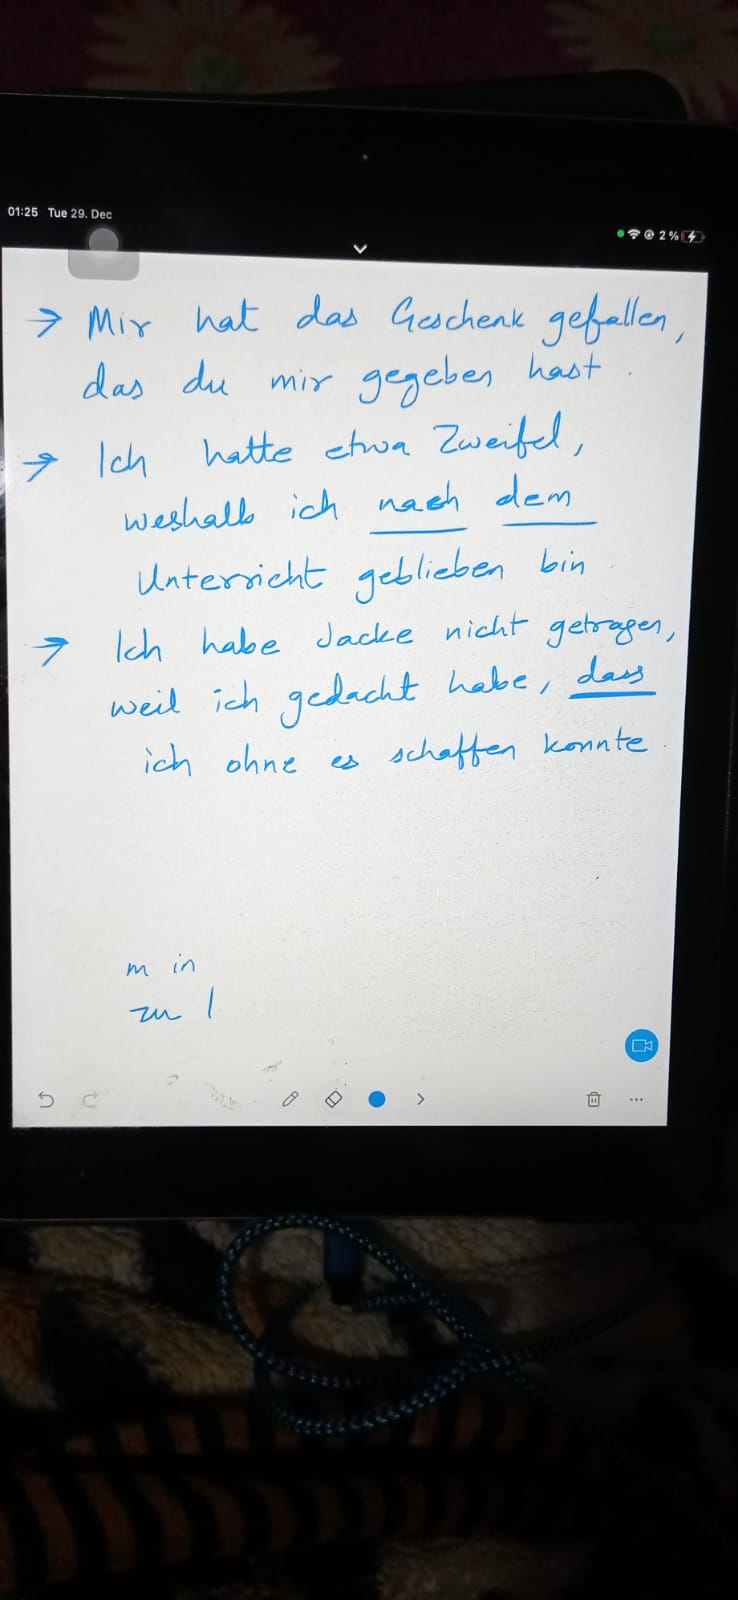 01:25 Tue 29. Dec
2%
→ Mir hat das Geschenk gefallen,
das du mir gegeben hast.
→ Ich hatte etwa Zweifel,
weshalb ich nach dem
Unterricht geblieben bin
→ Ich habe Jacke nicht getragen,
weil ich gedacht habe, dass
ich ohne es schaffen konnte.
m in
zu